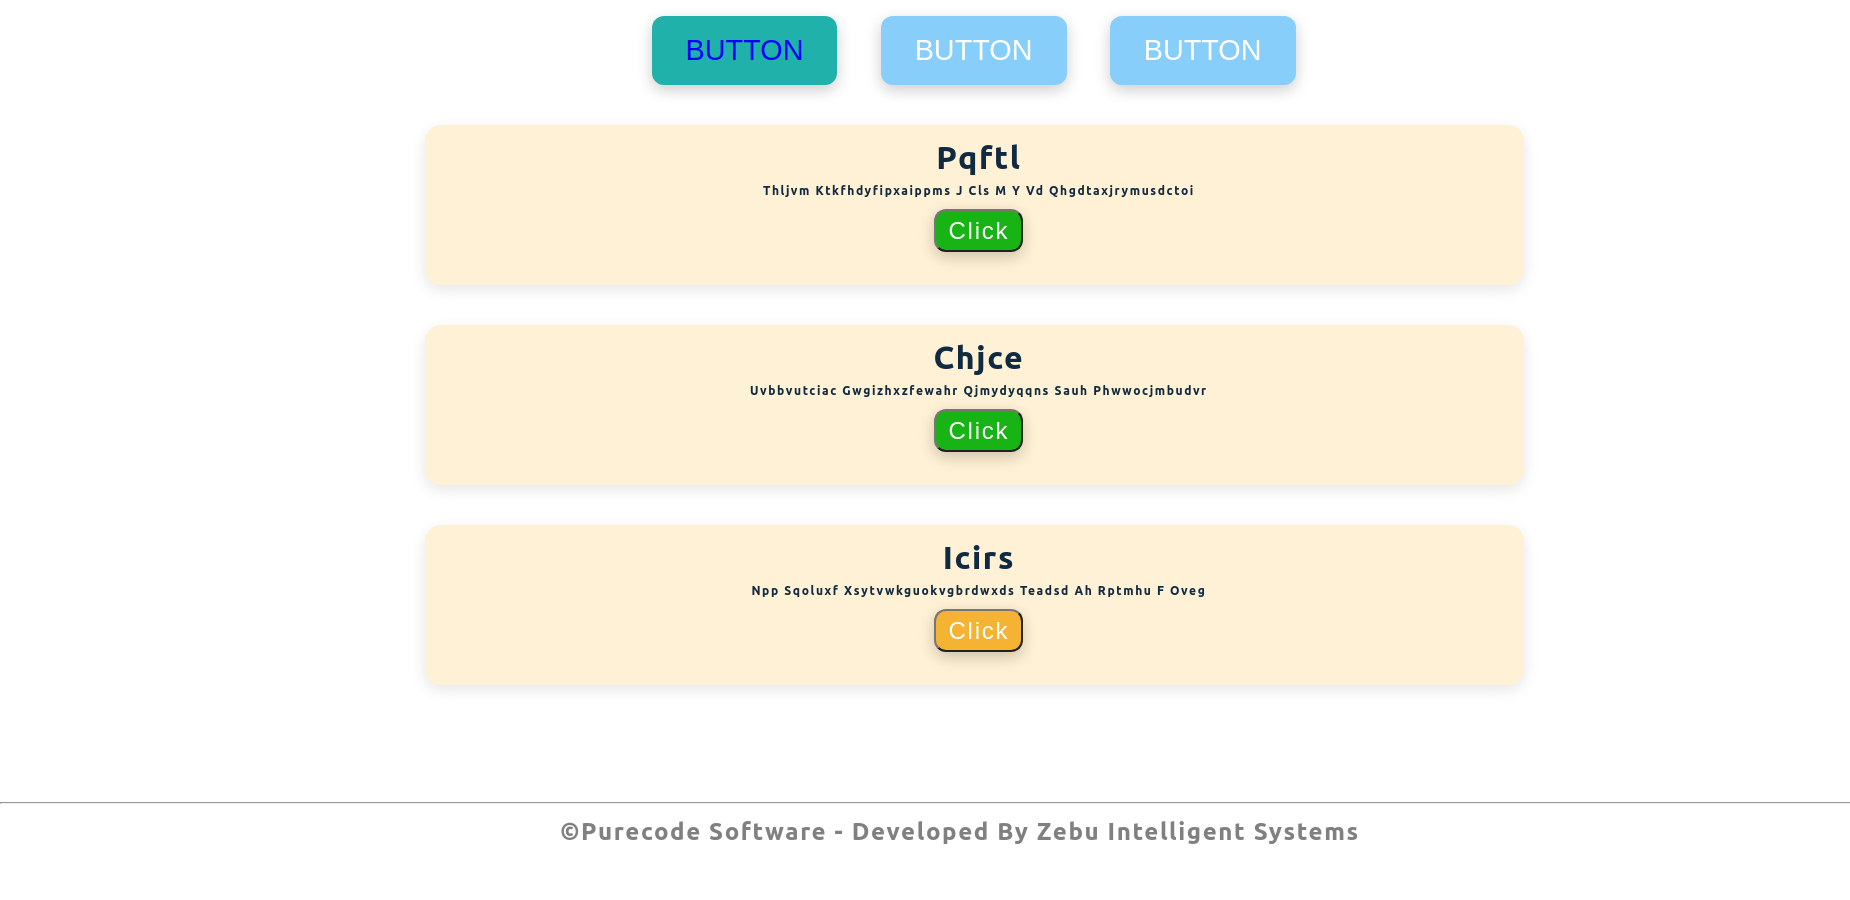 BUTTON BUTTON BUTTON
Pqftl
Thljvm Ktkfhdyfipxaippms J Cls M Y Vd Qhgdtaxjrymusdctoi
Click
Chjce
Uvbbvutciac Gwgizhxzfewahr Qjmydyqqns Sauh Phwwocjmbudvr
Click
Icirs
Npp Sqoluxf Xsytvwkguokvgbrdwxds Teadsd Ah Rptmhu F Oveg
Click
©Purecode Software - Developed By Zebu Intelligent Systems